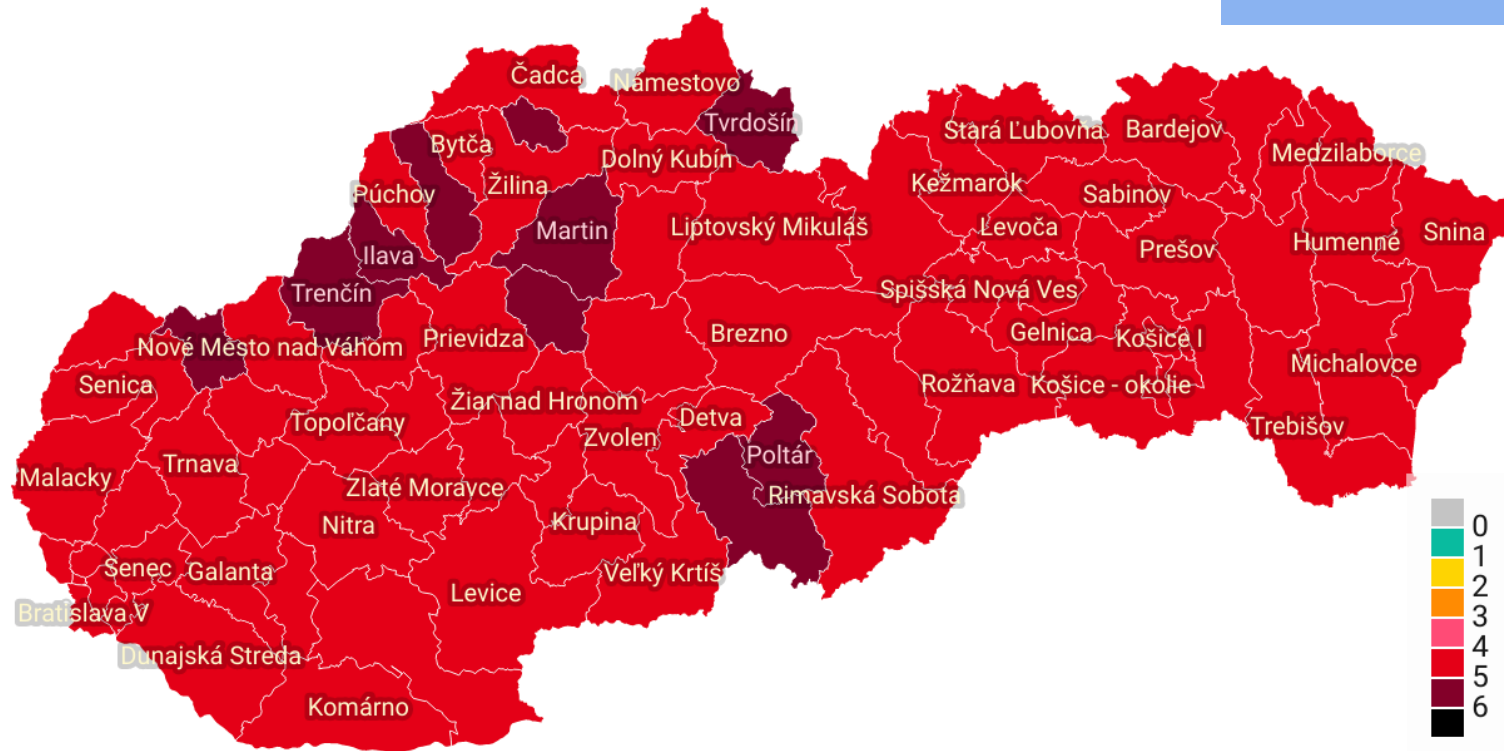 Čadca
Námestovo
Tvrdošín
Stará Ľubovňa
Bardejov
Bytča
Dolný Kubín
Medzilaborce
Púchov
Žilina
Kežmarok
Sabinov
Martin
Liptovský Mikuláš
Levoča
Snina
Ilava
Prešov
Humenné
Trenčín
Spišská Nová Ves
Nové Mesto nad Váhom
Prievidza
Brezno
Gelnica
Košice I
Michalovce
Senica
Rožňava
Košice - okolie
Žiar nad Hronom
Topoľčany
Detva
Zvolen
Trebišov
Poltár
Trnava
Malacky
Zlaté Moravce
Rimavská Sobota
Nitra
Krupina
Senec
Galanta
Veľký Krtíš
Levice
Bratislava V
Dunajská Streda
Komárno
0
1
2
3
4
5
6